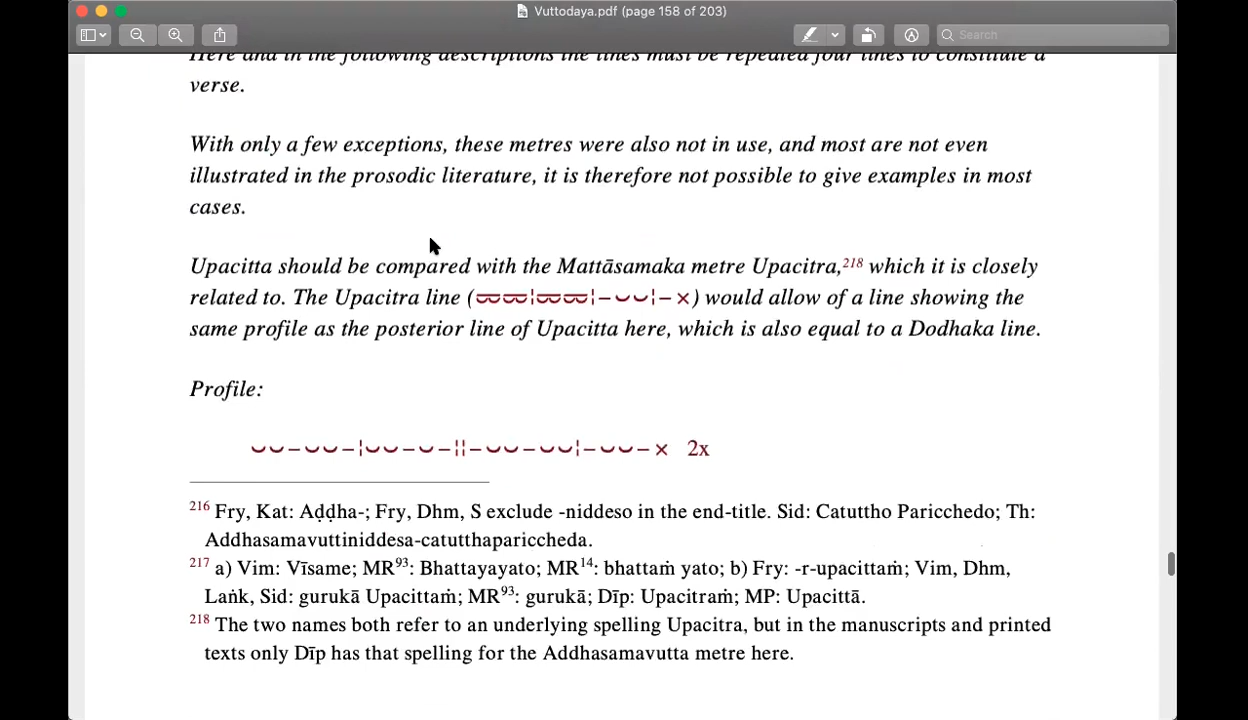 Vuttodaya.pdf (page 158 of 203)
Search
Here and in the following descriptions the lines must be repeated four lines to constitute a
verse.
With only a few exceptions, these metres were also not in use, and most are not even
illustrated in the prosodic literature, it is therefore not possible to give examples in most
cases.
Upacitta should be compared with the Mattāsamaka metre Upacitra,²¹⁸ which it is closely
related to. The Upacitra line (⏔⏔¦⏔⏔¦−⏑⏑¦−×) would allow of a line showing the
same profile as the posterior line of Upacitta here, which is also equal to a Dodhaka line.
Profile:
⏑⏑−⏑⏑−¦⏑⏑−⏑−¦¦−⏑⏑−⏑⏑¦−⏑⏑−× 2x
²¹⁶ Fry, Kat: Aḍḍha-; Fry, Dhm, S exclude -niddeso in the end-title. Sid: Catuttho Paricchedo; Th:
Addhasamavuttiniddesa-catutthapariccheda.
²¹⁷ a) Vim: Vīsame; MR⁹³: Bhattayayato; MR¹⁴: bhattaṁ yato; b) Fry: -r-upacittaṁ; Vim, Dhm,
Laṅk, Sid: gurukā Upacittaṁ; MR⁹³: gurukā; Dīp: Upacitraṁ; MP: Upacittā.
²¹⁸ The two names both refer to an underlying spelling Upacitra, but in the manuscripts and printed
texts only Dīp has that spelling for the Addhasamavutta metre here.